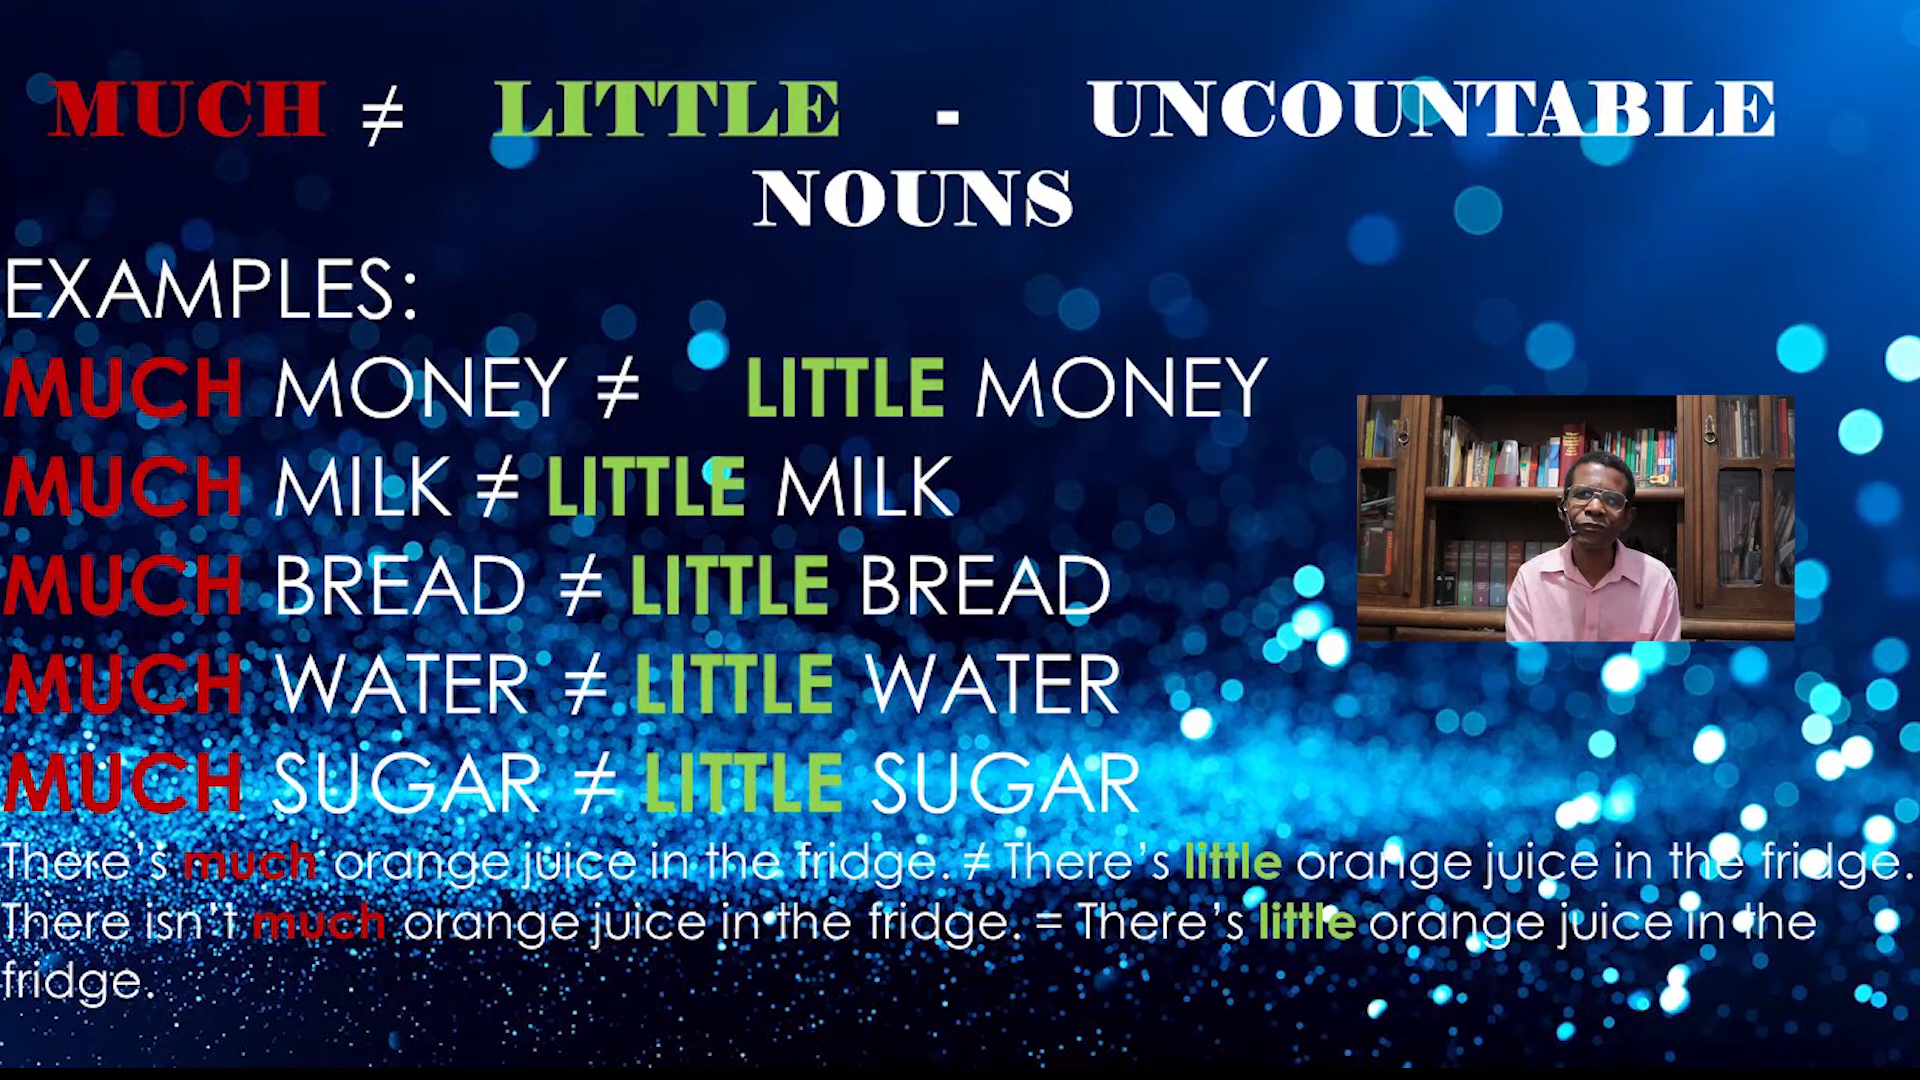 MUCH ≠ LITTLE - UNCOUNTABLE
NOUNS
EXAMPLES:
MUCH MONEY ≠ LITTLE MONEY
MUCH MILK ≠ LITTLE MILK
MUCH BREAD ≠ LITTLE BREAD
MUCH WATER ≠ LITTLE WATER
MUCH SUGAR ≠ LITTLE SUGAR
There’s much orange juice in the fridge. ≠ There’s little orange juice in the fridge.
There isn’t much orange juice in the fridge. = There’s little orange juice in the
fridge.